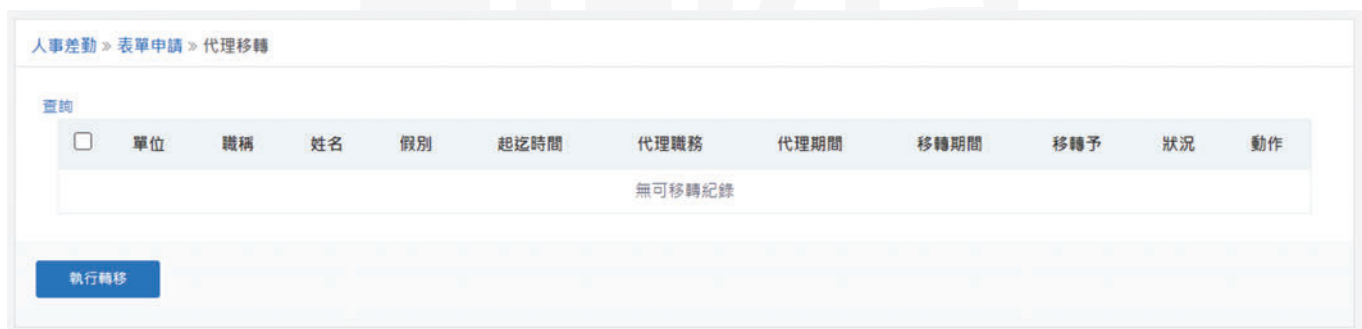 人事差勤 » 表單申請 » 代理移轉
查詢
單位 職稱 姓名 假別 起迄時間 代理職務 代理期間 移轉期間 移轉予 狀況 動作
無可移轉紀錄
執行轉移